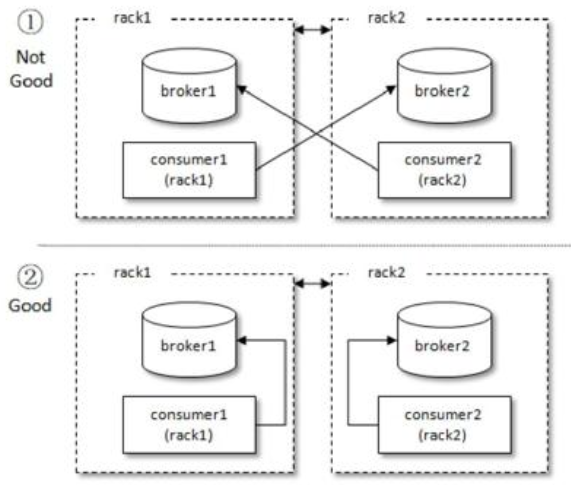 ①
Not
Good
rack1
rack2
broker1
broker2
consumer1
(rack1)
consumer2
(rack2)
②
Good
rack1
rack2
broker1
broker2
consumer1
(rack1)
consumer2
(rack2)